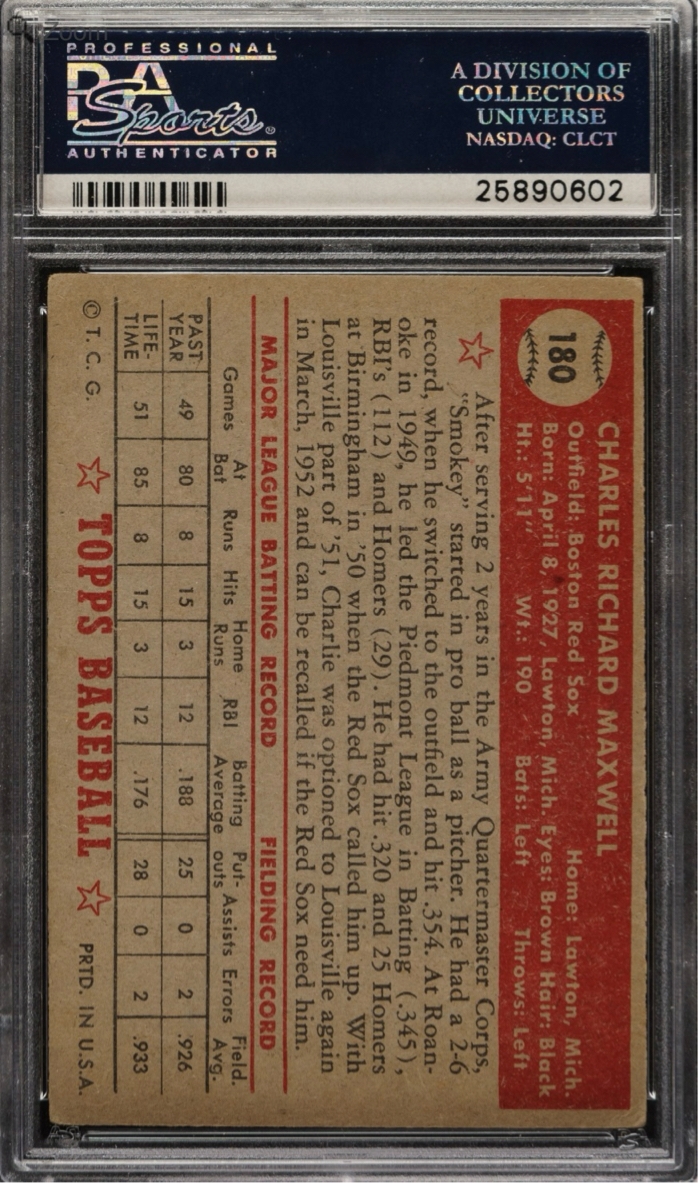 Zoom
PROFESSIONAL
PSA
Sports
AUTHENTICATOR
A DIVISION OF
COLLECTORS
UNIVERSE
NASDAQ: CLCT
25890602
180
CHARLES RICHARD MAXWELL
Outfield: Boston Red Sox Home: Lawton, Mich.
Born: April 8, 1927, Lawton, Mich. Eyes: Brown Hair: Black
Ht.: 5'11" Wt.: 190 Bats: Left Throws: Left
After serving 2 years in the Army Quartermaster Corps,
"Smokey" started in pro ball as a pitcher. He had a 2-6
record, when he switched to the outfield and hit .354. At Roan-
oke in 1949, he led the Piedmont League in Batting (.345),
RBI's (112) and Homers (29). He had hit .320 and 25 Homers
at Birmingham in '50 when the Red Sox called him up. With
Louisville part of '51, Charlie was optioned to Louisville again
in March, 1952 and can be recalled if the Red Sox need him.
MAJOR LEAGUE BATTING RECORD FIELDING RECORD
Games At Bat Runs Hits Home Runs RBI Batting Average Put-outs Assists Errors Field. Avg.
PAST YEAR 49 80 8 15 3 12 .188 25 0 2 .926
LIFE-TIME 51 85 8 15 3 12 .176 28 0 2 .933
© T. C. G. TOPPS BASEBALL PRTD. IN U.S.A.